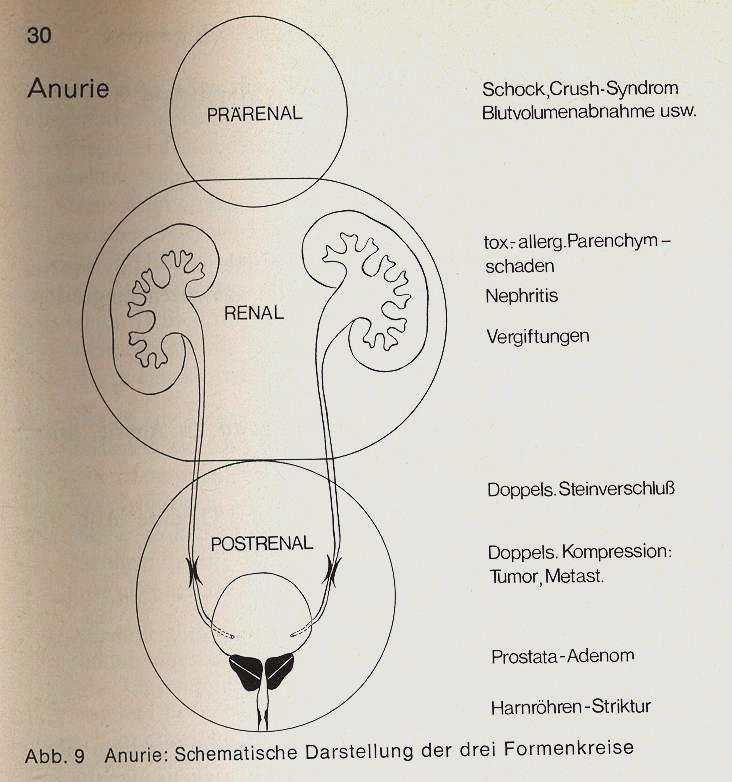 30
Anurie
PRÄRENAL
Schock, Crush-Syndrom
Blutvolumenabnahme usw.
RENAL
tox.-allerg. Parenchym-
schaden
Nephritis
Vergiftungen
POSTRENAL
Doppels. Steinverschluß
Doppels. Kompression:
Tumor, Metast.
Prostata-Adenom
Harnröhren-Striktur
Abb. 9 Anurie: Schematische Darstellung der drei Formenkreise